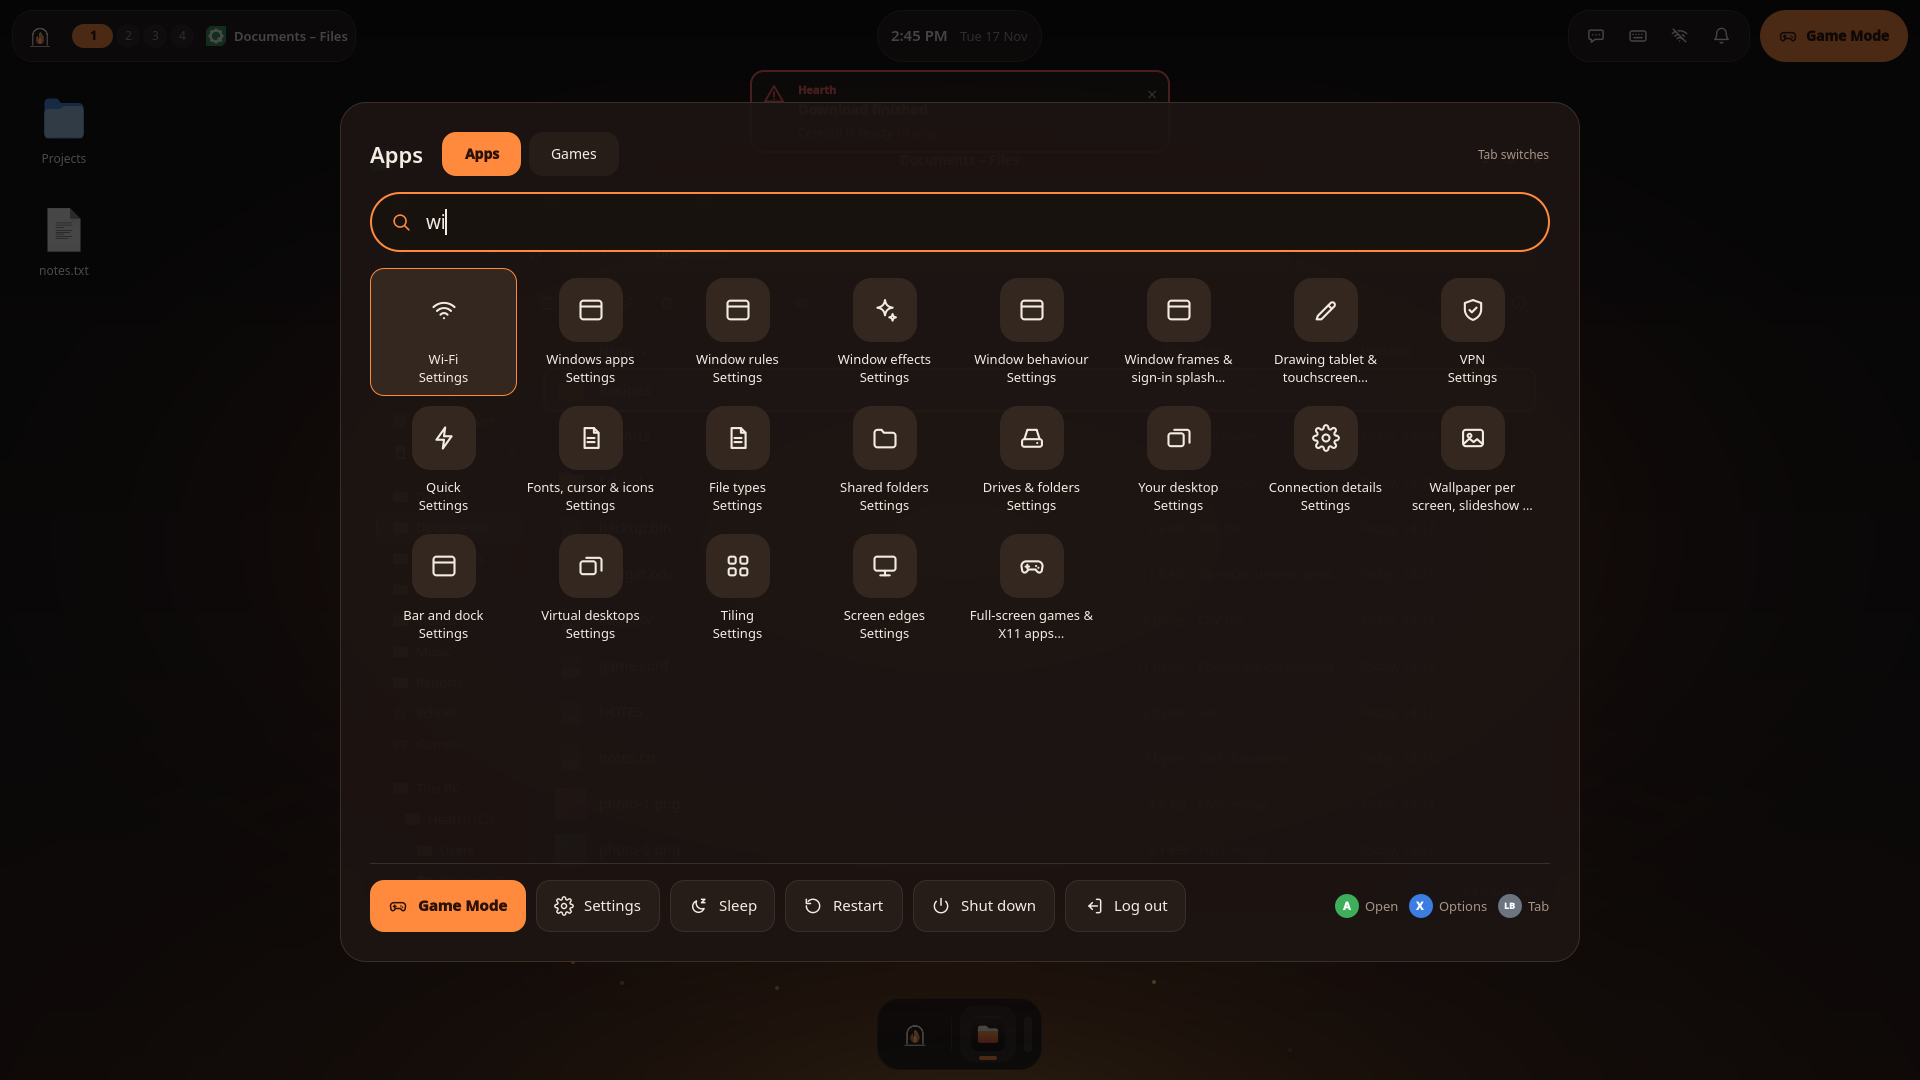 1 2 3 4 Documents – Files
2:45 PM Tue 17 Nov
Game Mode
Hearth
Download finished
Projects
notes.txt
Apps Apps Games Tab switches
wi
Wi-Fi
Settings
Windows apps
Settings
Window rules
Settings
Window effects
Settings
Window behaviour
Settings
Window frames &
sign-in splash...
Drawing tablet &
touchscreen...
VPN
Settings
Quick
Settings
Fonts, cursor & icons
Settings
File types
Settings
Shared folders
Settings
Drives & folders
Settings
Your desktop
Settings
Connection details
Settings
Wallpaper per
screen, slideshow ...
Bar and dock
Settings
Virtual desktops
Settings
Tiling
Settings
Screen edges
Settings
Full-screen games &
X11 apps...
Game Mode Settings Sleep Restart Shut down Log out
A Open X Options LB Tab